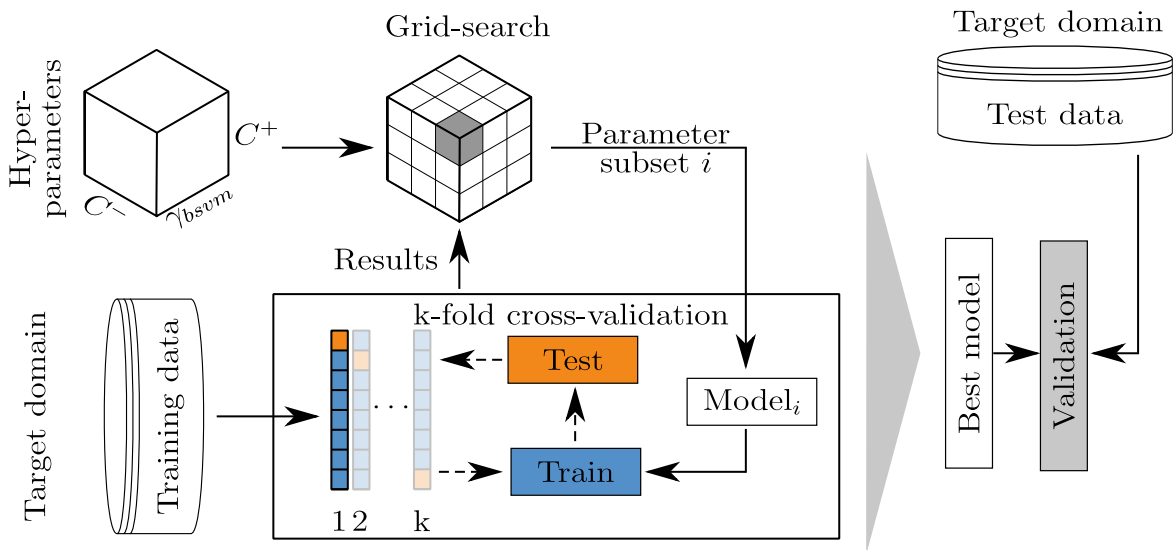 Grid-search
Target domain
Test data
Hyper-
parameters
C⁺
C₋
γ_bsvm
Parameter
subset i
Results
k-fold cross-validation
Test
Model_i
Train
. . .
1 2 k
Target domain
Training data
Best model
Validation